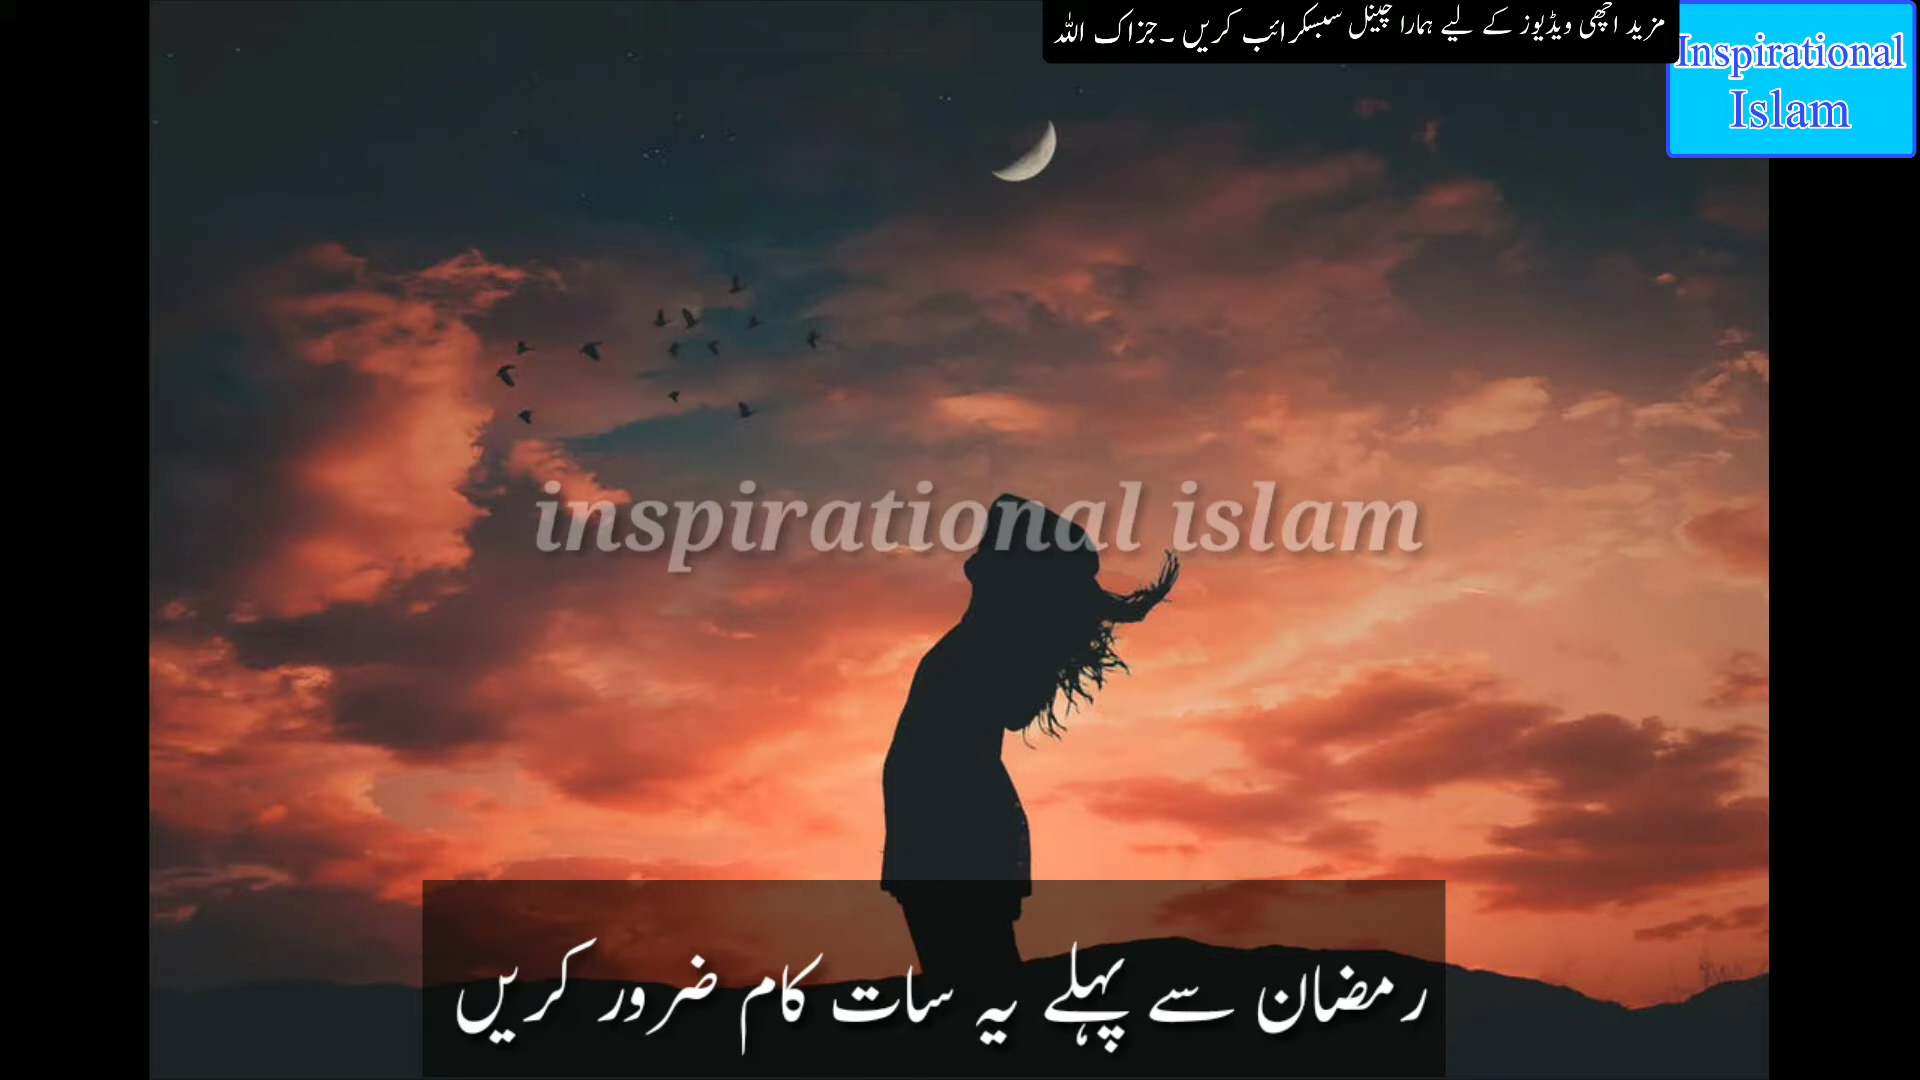 مزید اچھی ویڈیوز کے لیے ہمارا چینل سبسکرائب کریں ۔جزاک اللہ
Inspirational
Islam
inspirational islam
رمضان سے پہلے یہ سات کام ضرور کریں